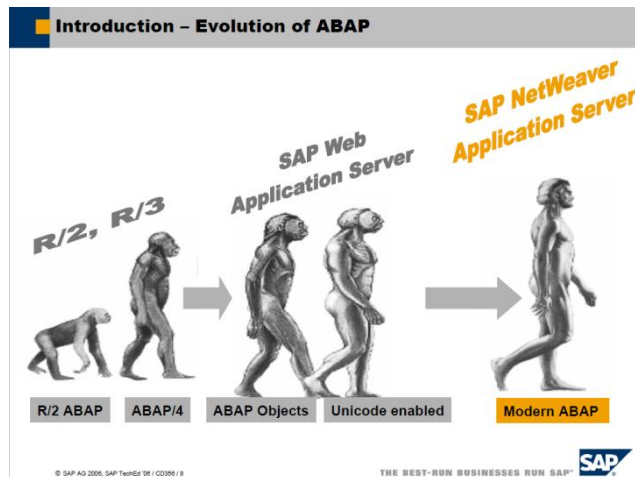 Introduction – Evolution of ABAP
R/2, R/3
SAP Web
Application Server
SAP NetWeaver
Application Server
R/2 ABAP
ABAP/4
ABAP Objects
Unicode enabled
Modern ABAP
© SAP AG 2006, SAP TechEd '06 / CD356 / 8
THE BEST-RUN BUSINESSES RUN SAP™
SAP